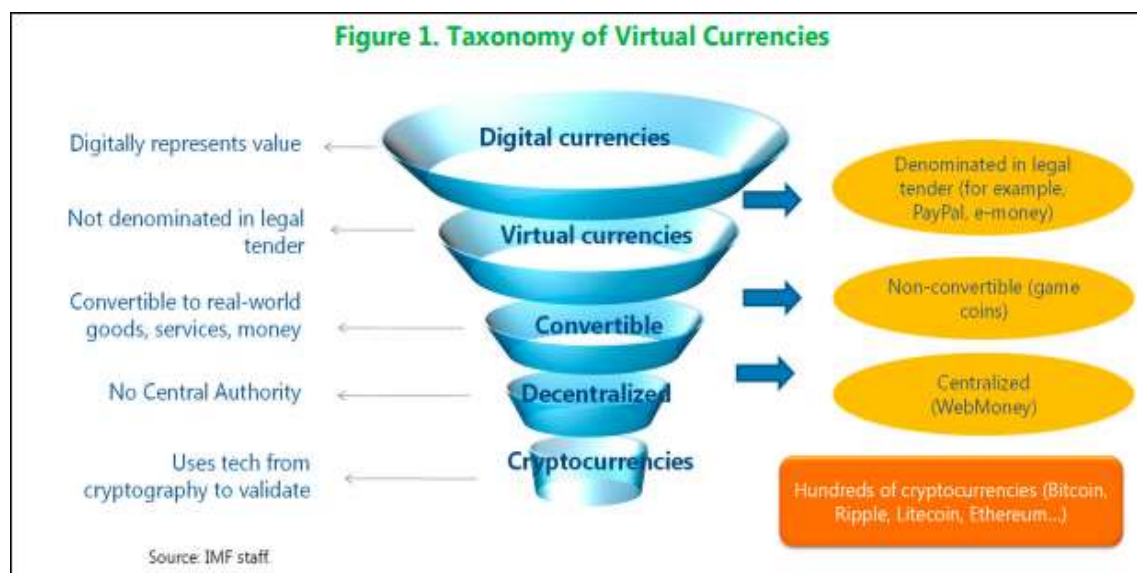 Figure 1. Taxonomy of Virtual Currencies
Digitally represents value
Digital currencies
Denominated in legal
tender (for example,
PayPal, e-money)
Not denominated in legal
tender
Virtual currencies
Convertible to real-world
goods, services, money
Convertible
Non-convertible (game
coins)
No Central Authority
Decentralized
Centralized
(WebMoney)
Uses tech from
cryptography to validate
Cryptocurrencies
Hundreds of cryptocurrencies (Bitcoin,
Ripple, Litecoin, Ethereum...)
Source: IMF staff.